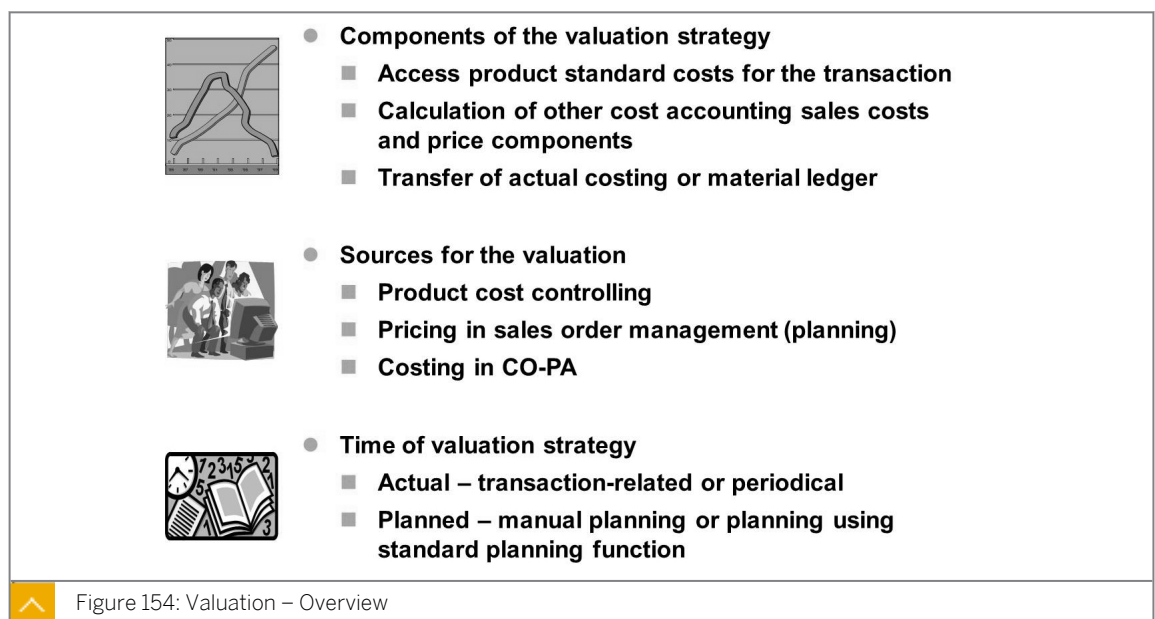 Components of the valuation strategy
Access product standard costs for the transaction
Calculation of other cost accounting sales costs
and price components
Transfer of actual costing or material ledger
Sources for the valuation
Product cost controlling
Pricing in sales order management (planning)
Costing in CO-PA
Time of valuation strategy
Actual – transaction-related or periodical
Planned – manual planning or planning using
standard planning function
Figure 154: Valuation – Overview